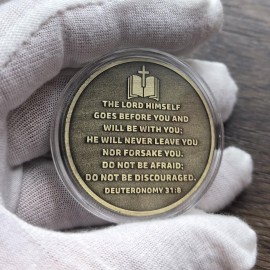 THE LORD HIMSELF
GOES BEFORE YOU AND
WILL BE WITH YOU;
HE WILL NEVER LEAVE YOU
NOR FORSAKE YOU.
DO NOT BE AFRAID;
DO NOT BE DISCOURAGED.
DEUTERONOMY 31:8